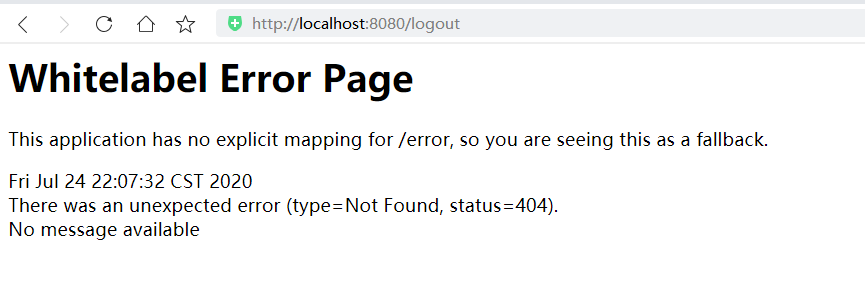 http://localhost:8080/logout
Whitelabel Error Page
This application has no explicit mapping for /error, so you are seeing this as a fallback.
Fri Jul 24 22:07:32 CST 2020
There was an unexpected error (type=Not Found, status=404).
No message available